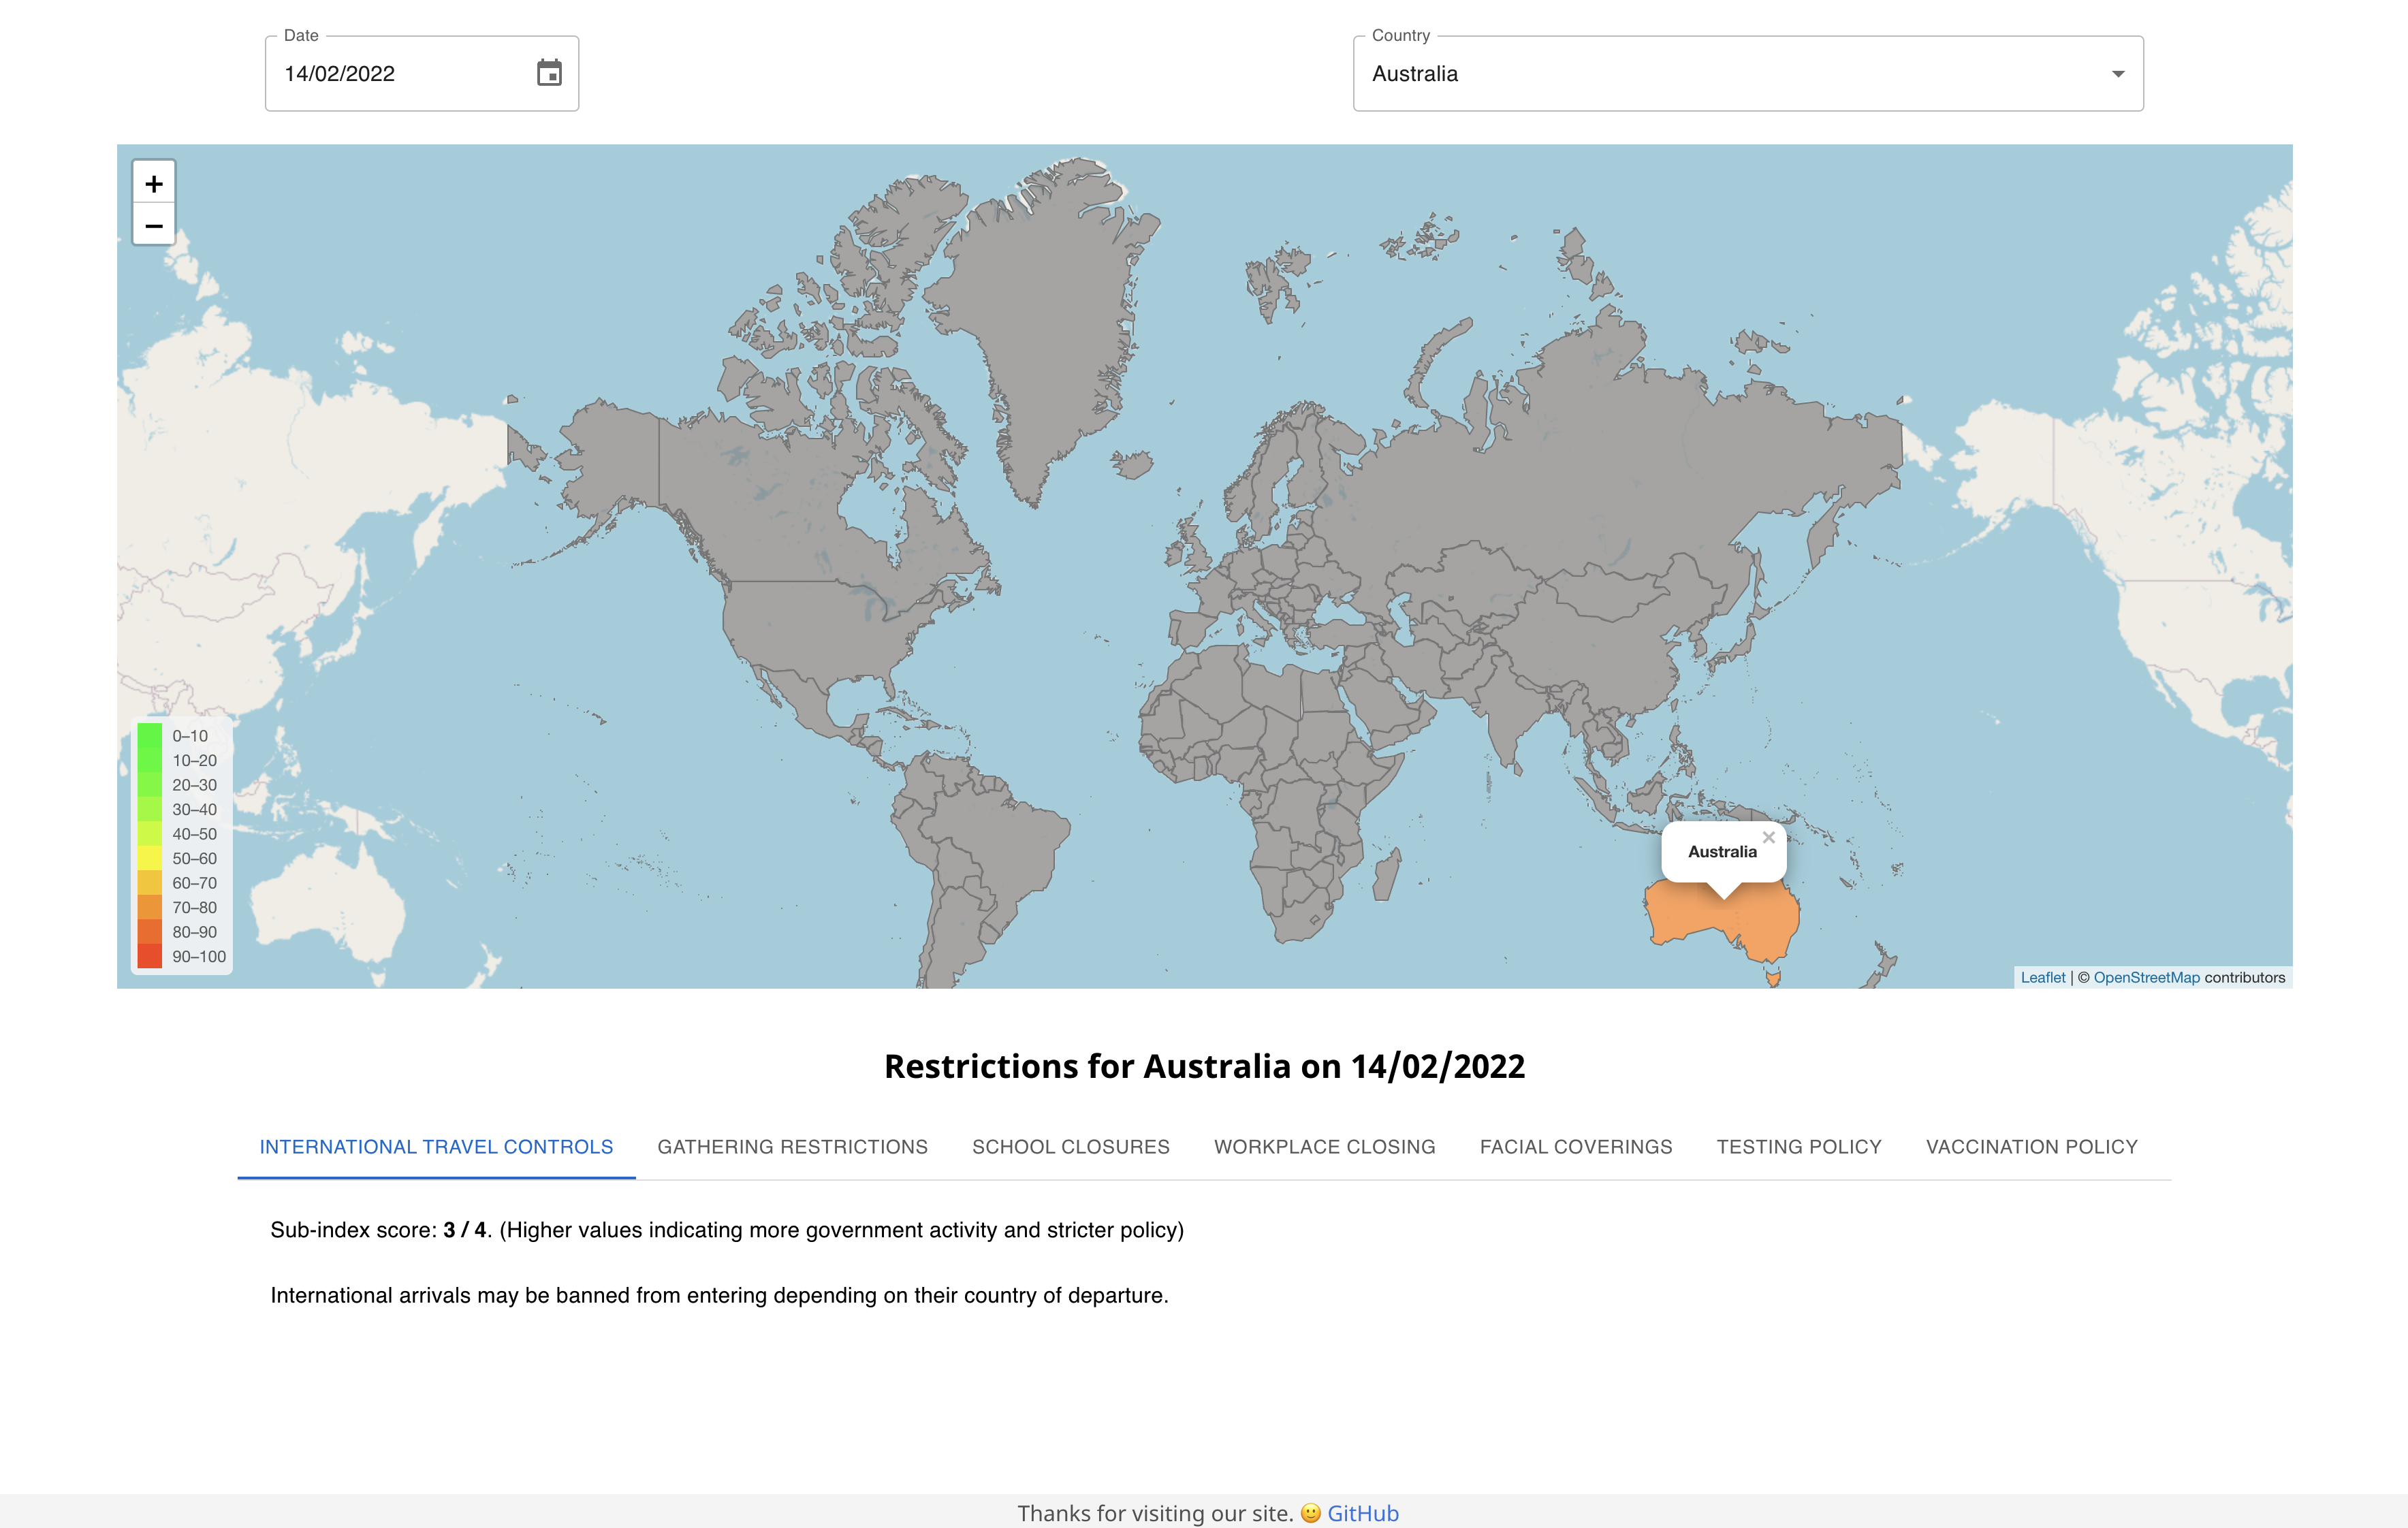 Date
Country
14/02/2022
Australia
+
−
0–10
10–20
20–30
30–40
40–50
50–60
60–70
70–80
80–90
90–100
Australia ×
Leaflet | © OpenStreetMap contributors
Restrictions for Australia on 14/02/2022
INTERNATIONAL TRAVEL CONTROLS GATHERING RESTRICTIONS SCHOOL CLOSURES WORKPLACE CLOSING FACIAL COVERINGS TESTING POLICY VACCINATION POLICY
Sub-index score: 3 / 4. (Higher values indicating more government activity and stricter policy)
International arrivals may be banned from entering depending on their country of departure.
Thanks for visiting our site. 🙂 GitHub